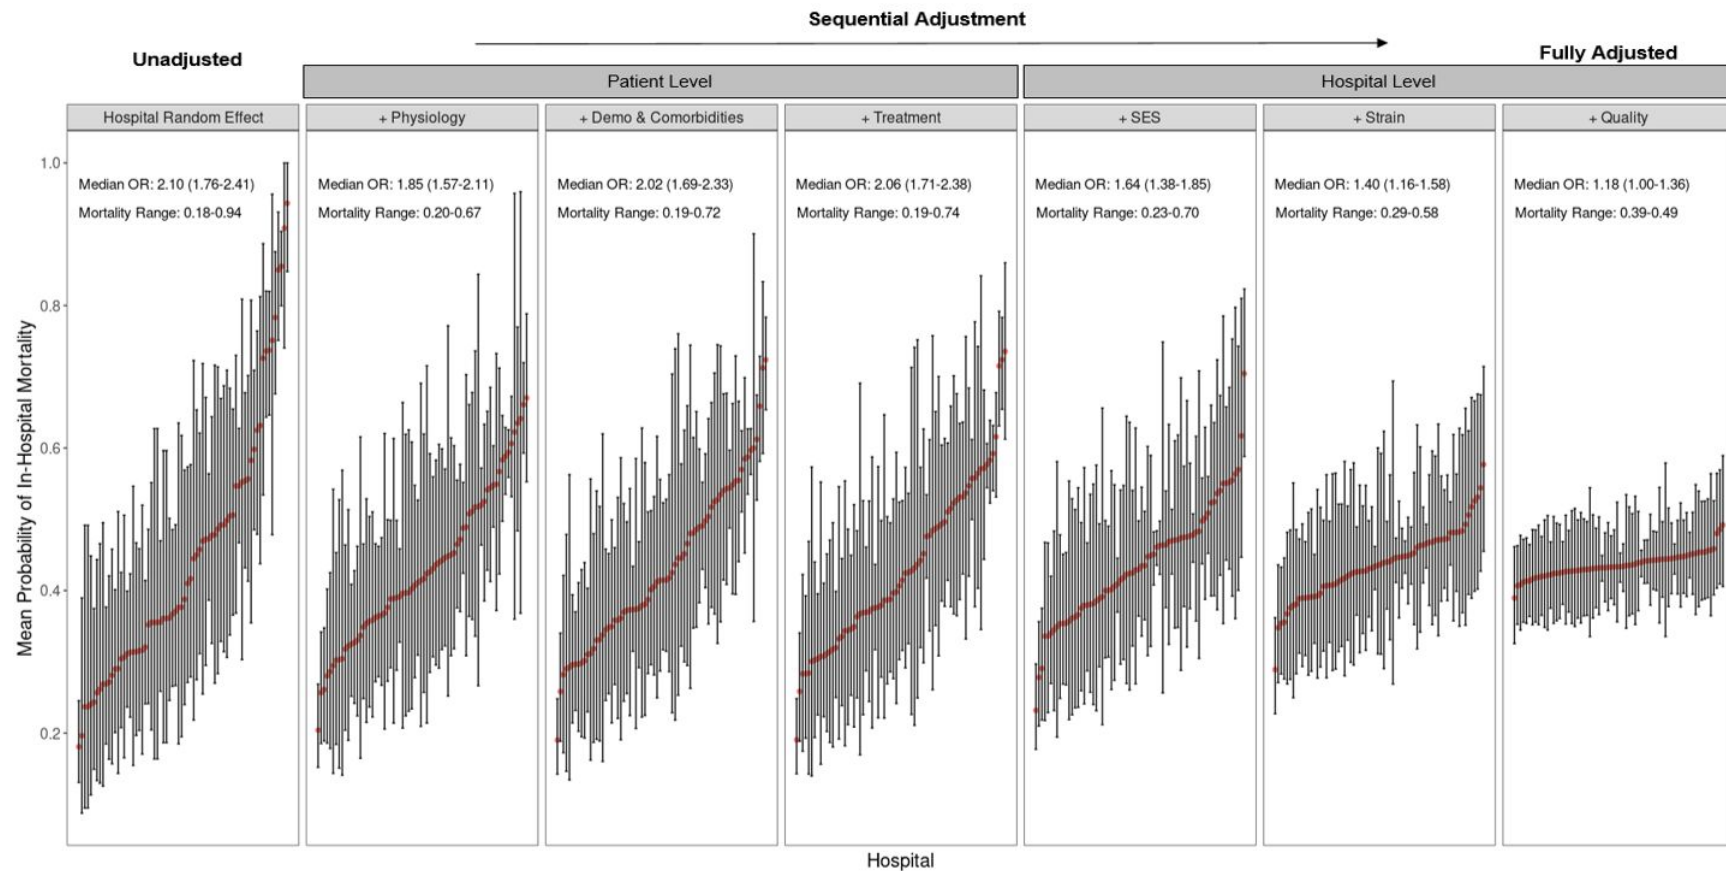 Sequential Adjustment
Unadjusted
Fully Adjusted
Patient Level
Hospital Level
Hospital Random Effect
+ Physiology
+ Demo & Comorbidities
+ Treatment
+ SES
+ Strain
+ Quality
Median OR: 2.10 (1.76-2.41)
Mortality Range: 0.18-0.94
Median OR: 1.85 (1.57-2.11)
Mortality Range: 0.20-0.67
Median OR: 2.02 (1.69-2.33)
Mortality Range: 0.19-0.72
Median OR: 2.06 (1.71-2.38)
Mortality Range: 0.19-0.74
Median OR: 1.64 (1.38-1.85)
Mortality Range: 0.23-0.70
Median OR: 1.40 (1.16-1.58)
Mortality Range: 0.29-0.58
Median OR: 1.18 (1.00-1.36)
Mortality Range: 0.39-0.49
Mean Probability of In-Hospital Mortality
1.0
0.8
0.6
0.4
0.2
Hospital